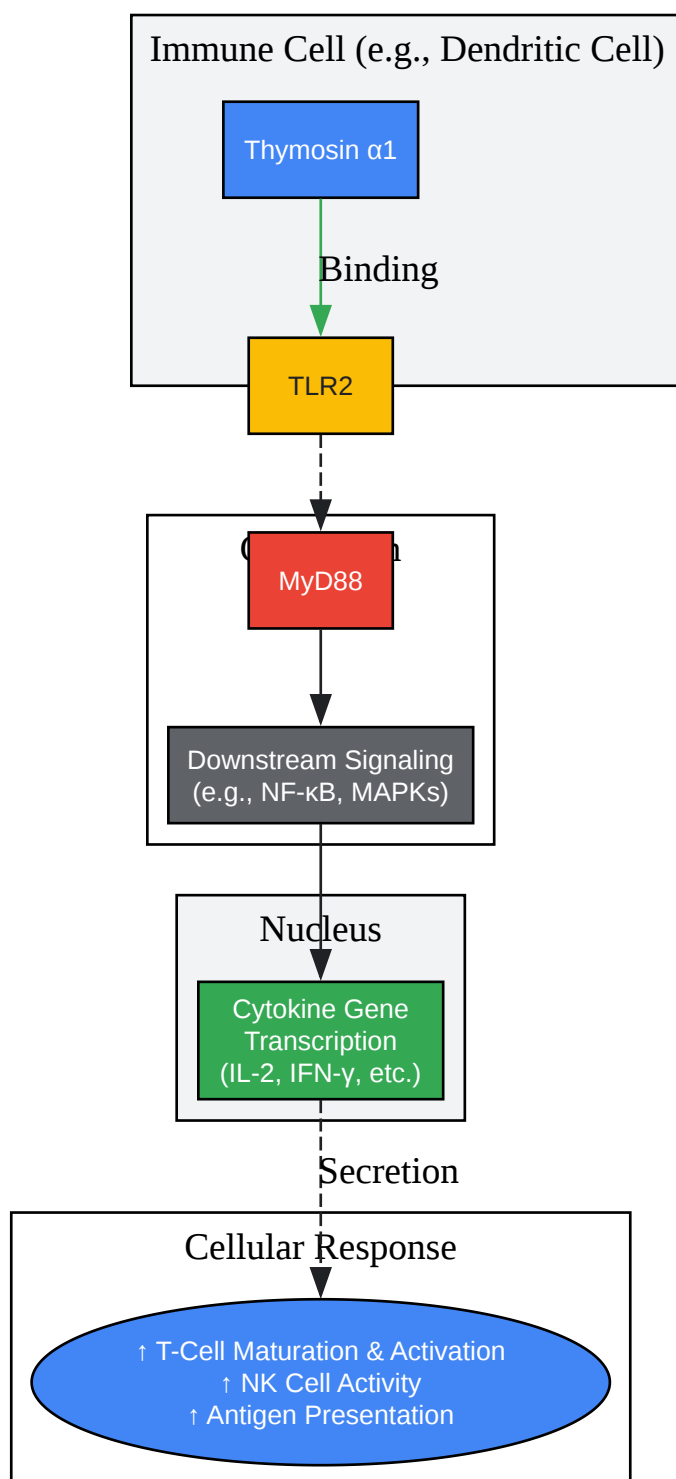 Immune Cell (e.g., Dendritic Cell)
Thymosin α1
Binding
TLR2
MyD88
Downstream Signaling
(e.g., NF-κB, MAPKs)
Nucleus
Cytokine Gene
Transcription
(IL-2, IFN-γ, etc.)
Secretion
Cellular Response
↑ T-Cell Maturation & Activation
↑ NK Cell Activity
↑ Antigen Presentation